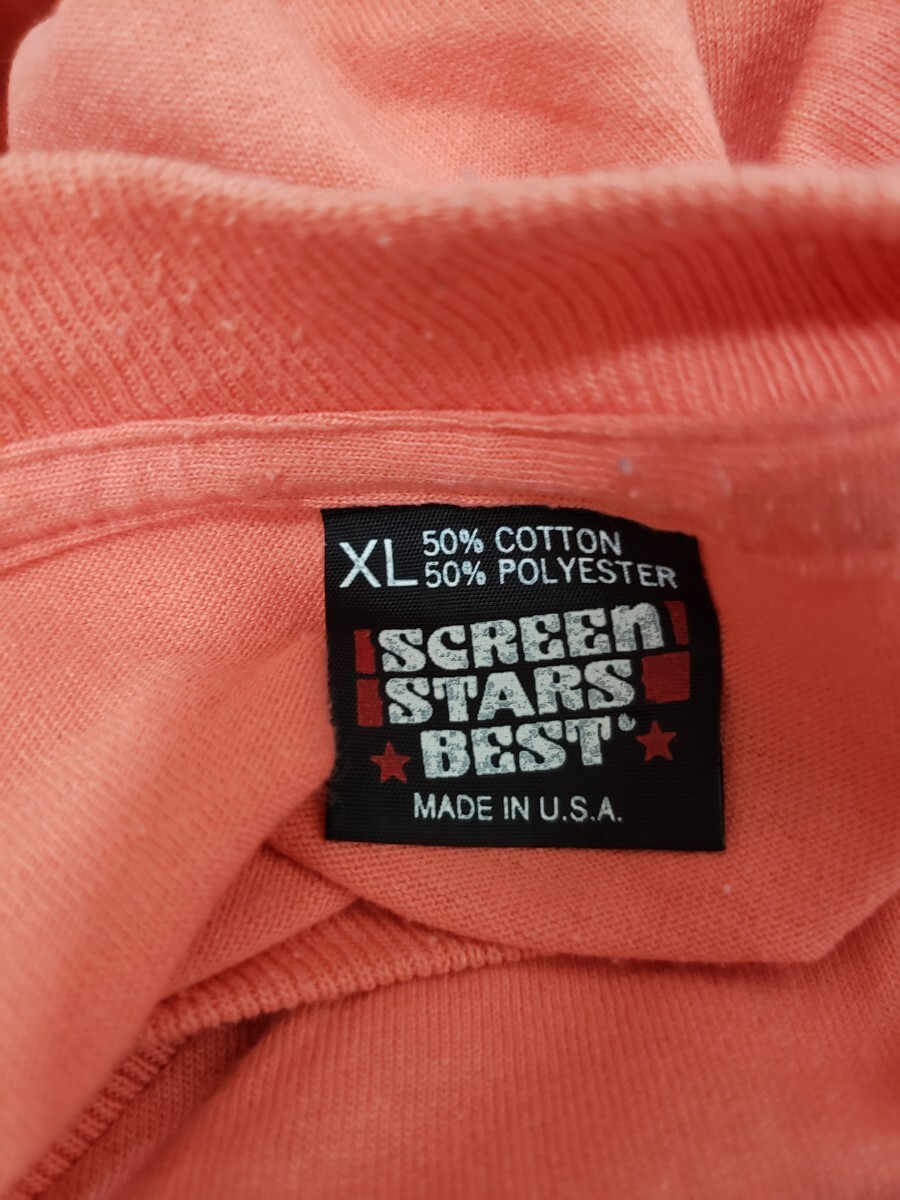 XL 50% COTTON
50% POLYESTER
SCREEn
STARS
BEST
MADE IN U.S.A.